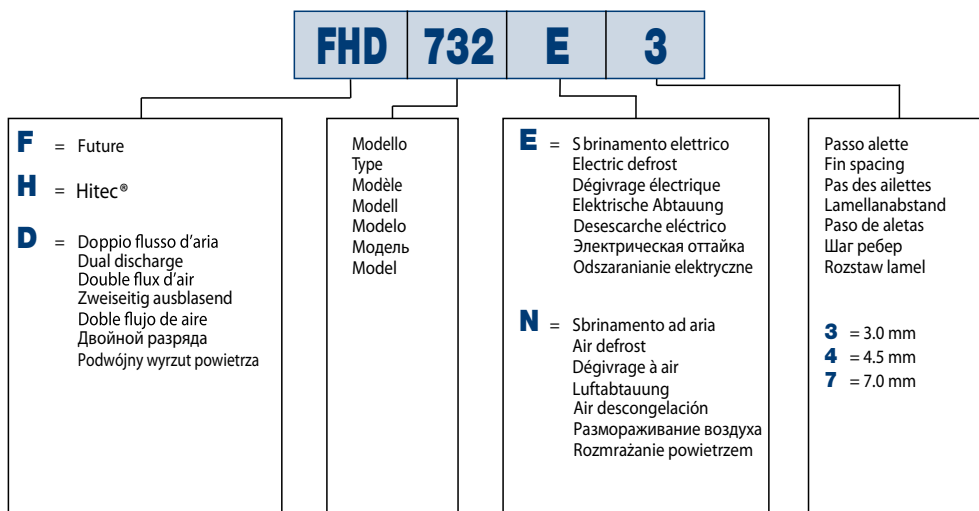 FHD 732 E 3
F = Future
H = Hitec®
D = Doppio flusso d'aria
Dual discharge
Double flux d'air
Zweiseitig ausblasend
Doble flujo de aire
Двойной разряда
Podwójny wyrzut powietrza
Modello
Type
Modèle
Modell
Modelo
Модель
Model
E = S brinamento elettrico
Electric defrost
Dégivrage électrique
Elektrische Abtauung
Desescarche eléctrico
Электрическая оттайка
Odszaranianie elektryczne
N = Sbrinamento ad aria
Air defrost
Dégivrage à air
Luftabtauung
Air descongelación
Размораживание воздуха
Rozmrażanie powietrzem
Passo alette
Fin spacing
Pas des ailettes
Lamellanabstand
Paso de aletas
Шаг ребер
Rozstaw lamel
3 = 3.0 mm
4 = 4.5 mm
7 = 7.0 mm